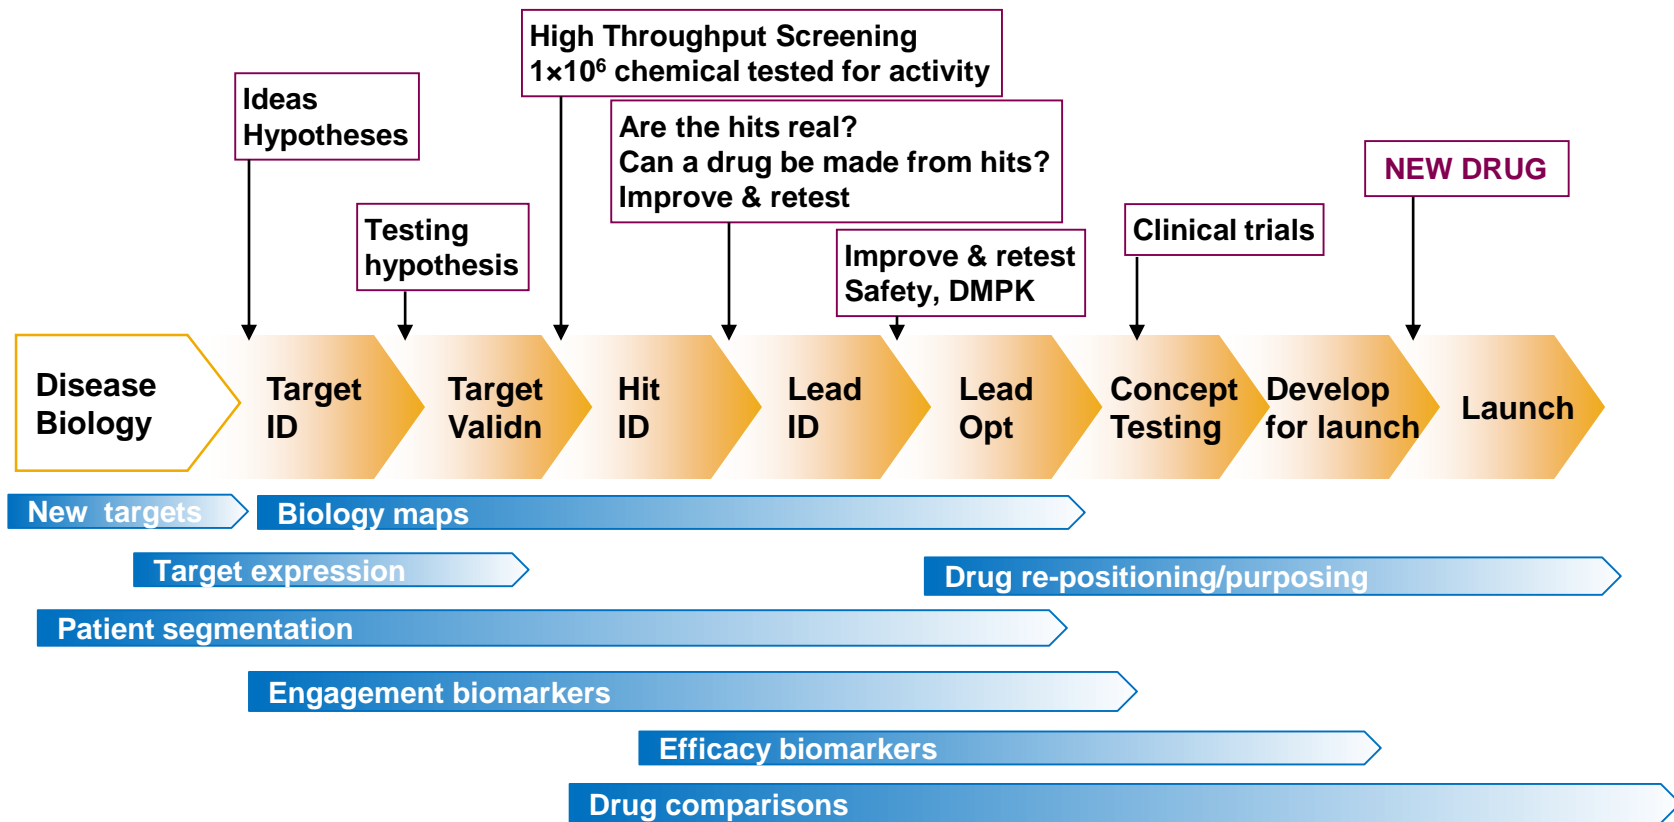 High Throughput Screening
1×10⁶ chemical tested for activity
Ideas
Hypotheses
Are the hits real?
Can a drug be made from hits?
Improve & retest
NEW DRUG
Testing
hypothesis
Improve & retest
Safety, DMPK
Clinical trials
Disease
Biology
Target
ID
Target
Validn
Hit
ID
Lead
ID
Lead
Opt
Concept
Testing
Develop
for launch
Launch
New targets
Biology maps
Target expression
Drug re-positioning/purposing
Patient segmentation
Engagement biomarkers
Efficacy biomarkers
Drug comparisons